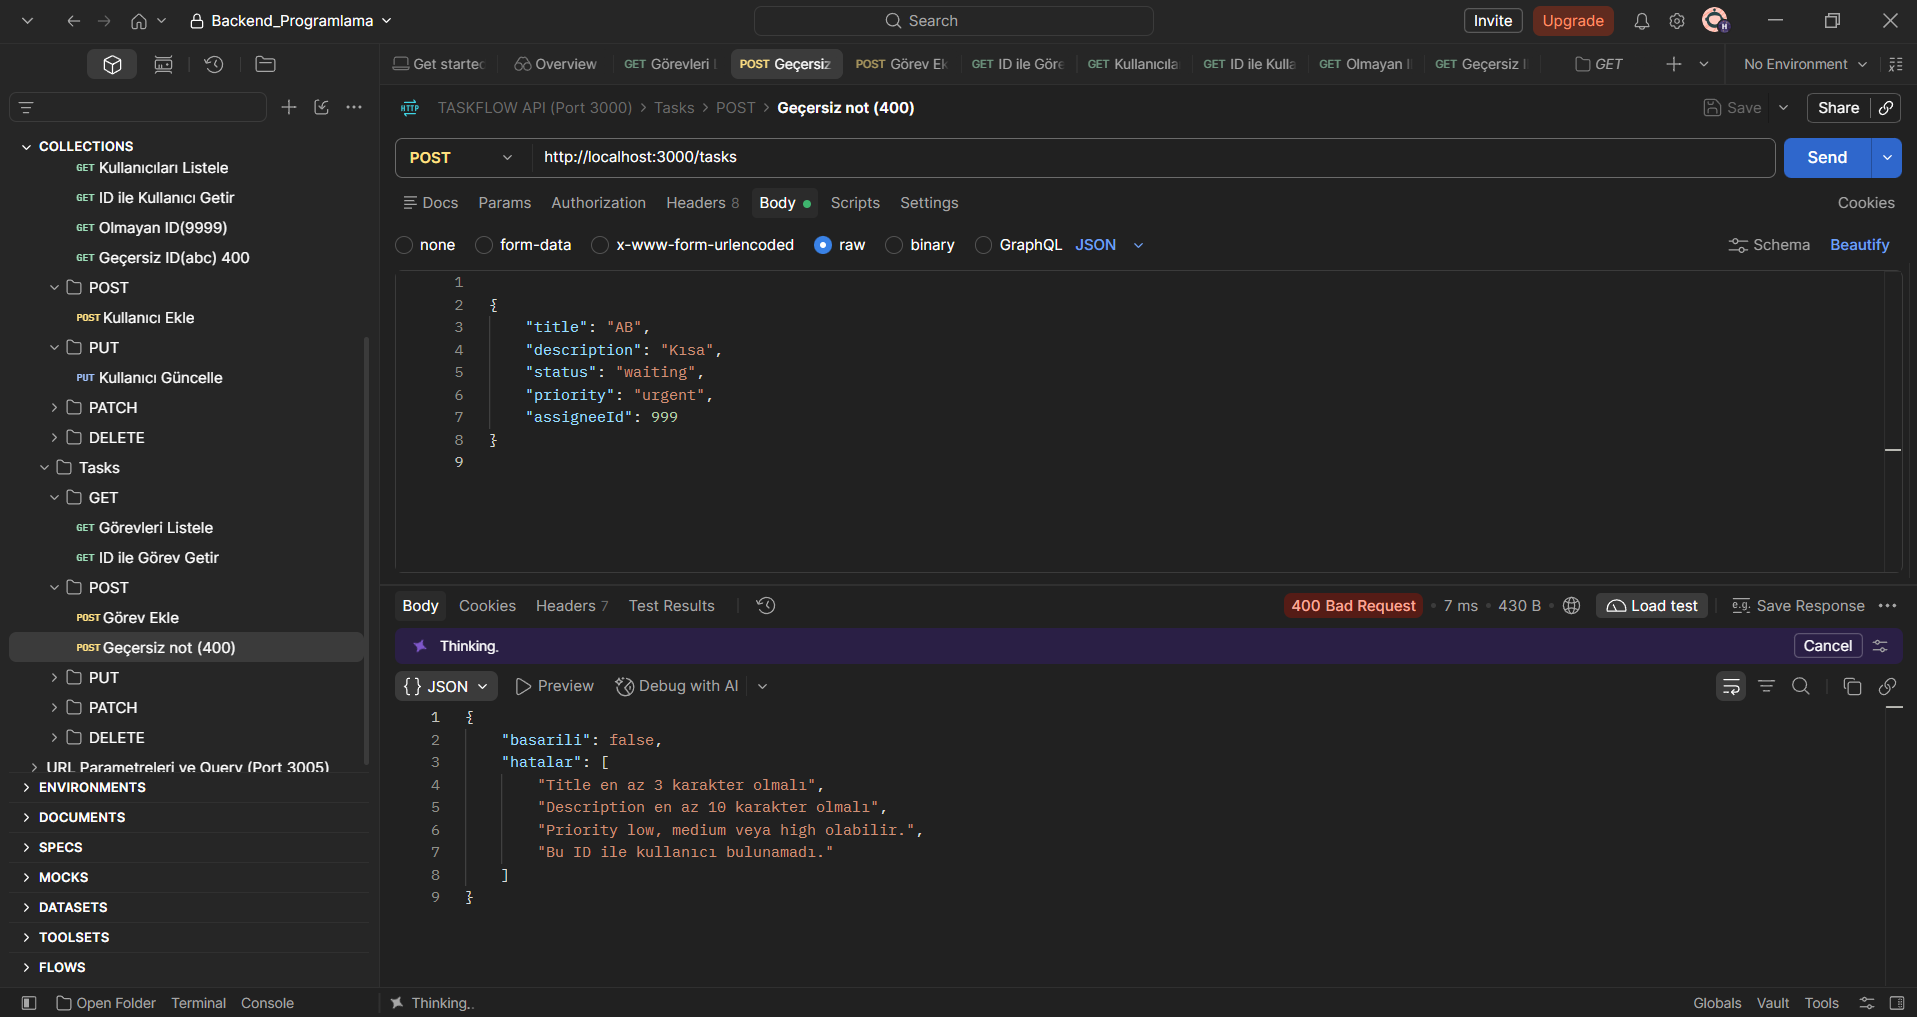 Backend_Programlama
Search
Invite
Upgrade
Get started
Overview
GET Görevleri L
POST Geçersiz
POST Görev Ek
GET ID ile Göre
GET Kullanıcıla
GET ID ile Kulla
GET Olmayan I
GET Geçersiz I
GET
No Environment
TASKFLOW API (Port 3000) > Tasks > POST > Geçersiz not (400)
Save
Share
POST
http://localhost:3000/tasks
Send
Docs
Params
Authorization
Headers 8
Body
Scripts
Settings
Cookies
none
form-data
x-www-form-urlencoded
raw
binary
GraphQL
JSON
Schema
Beautify
1
2 {
3 "title": "AB",
4 "description": "Kısa",
5 "status": "waiting",
6 "priority": "urgent",
7 "assigneeId": 999
8 }
9
COLLECTIONS
GET Kullanıcıları Listele
GET ID ile Kullanıcı Getir
GET Olmayan ID(9999)
GET Geçersiz ID(abc) 400
POST
POST Kullanıcı Ekle
PUT
PUT Kullanıcı Güncelle
PATCH
DELETE
Tasks
GET
GET Görevleri Listele
GET ID ile Görev Getir
POST
POST Görev Ekle
POST Geçersiz not (400)
PUT
PATCH
DELETE
URL Parametreleri ve Query (Port 3005)
ENVIRONMENTS
DOCUMENTS
SPECS
MOCKS
DATASETS
TOOLSETS
FLOWS
Body
Cookies
Headers 7
Test Results
400 Bad Request
7 ms
430 B
Load test
e.g. Save Response
Thinking.
Cancel
{} JSON
Preview
Debug with AI
1 {
2 "basarili": false,
3 "hatalar": [
4 "Title en az 3 karakter olmalı",
5 "Description en az 10 karakter olmalı",
6 "Priority low, medium veya high olabilir.",
7 "Bu ID ile kullanıcı bulunamadı."
8 ]
9 }
Open Folder
Terminal
Console
Thinking..
Globals
Vault
Tools